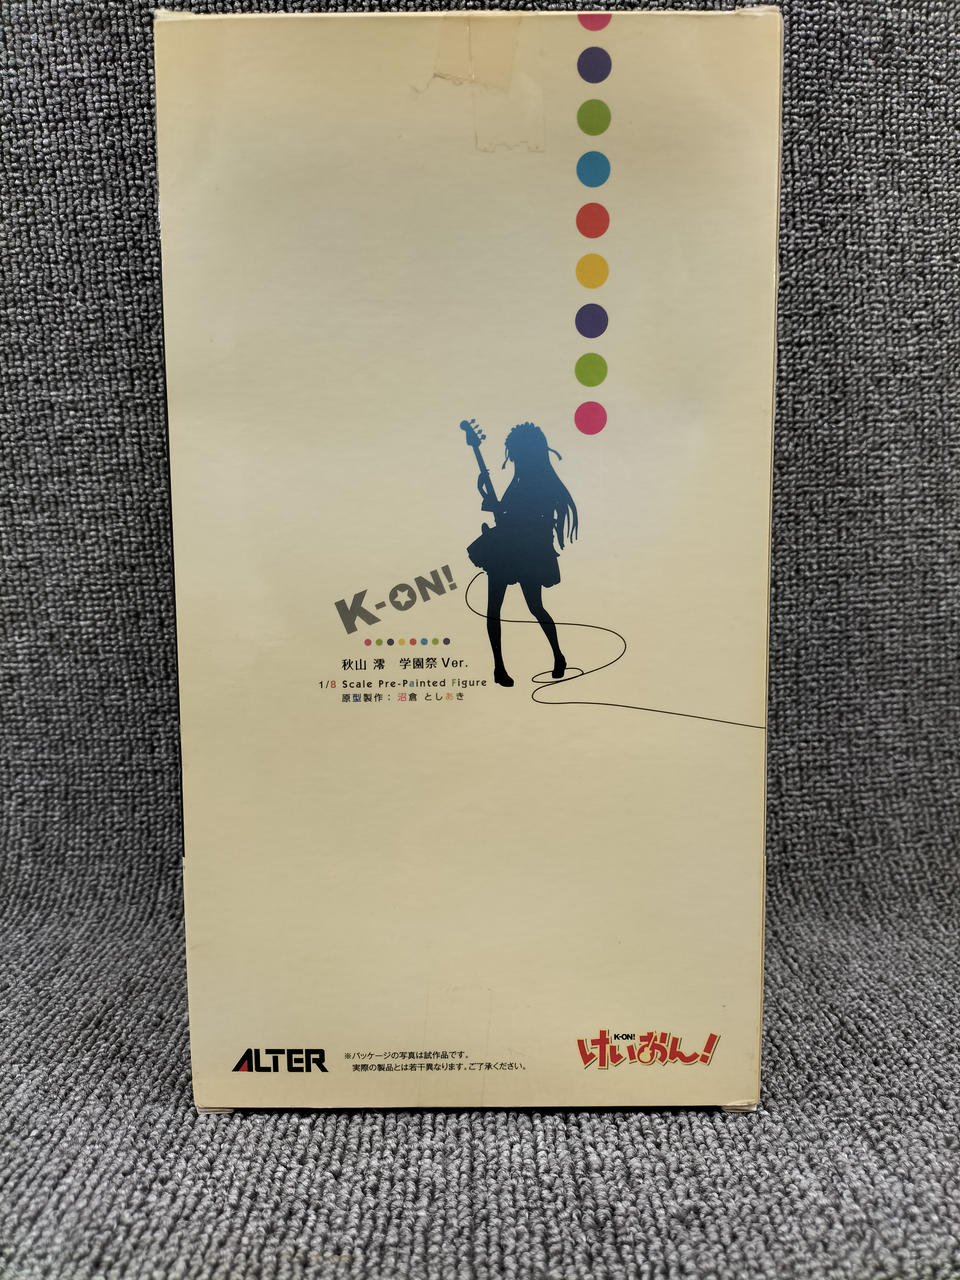 K-ON!
秋山 澪 学園祭 Ver.
1/8 Scale Pre-Painted Figure
原型製作：沼倉 としあき
ALTER
※パッケージの写真は試作品です。
実際の製品とは若干異なります。ご了承ください。
K-ON!
けいおん！